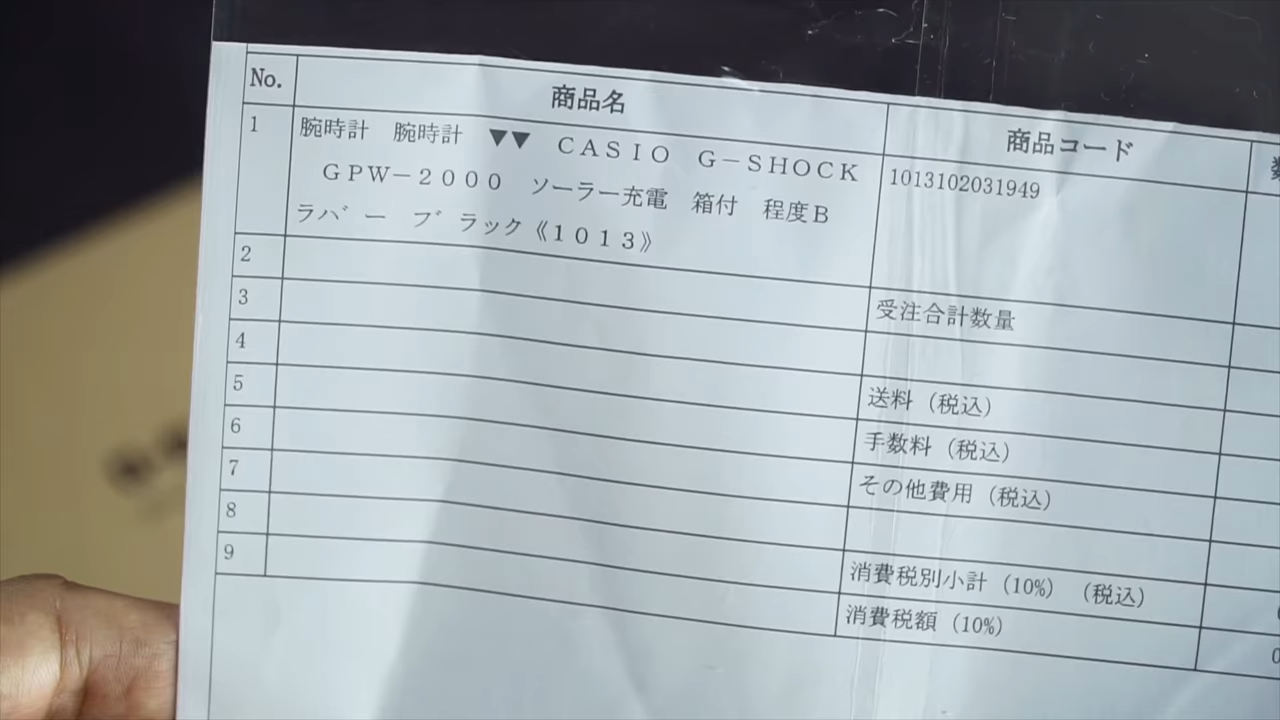 No. 商品名 商品コード
1 腕時計 腕時計 ▼▼ ＣＡＳＩＯ Ｇ－ＳＨＯＣＫ 1013102031949
ＧＰＷ－２０００ ソーラー充電 箱付 程度Ｂ
ラバー ブラック《１０１３》
2
3 受注合計数量
4
5 送料（税込）
6 手数料（税込）
7 その他費用（税込）
8
9 消費税別小計（10%）（税込）
消費税額（10%）